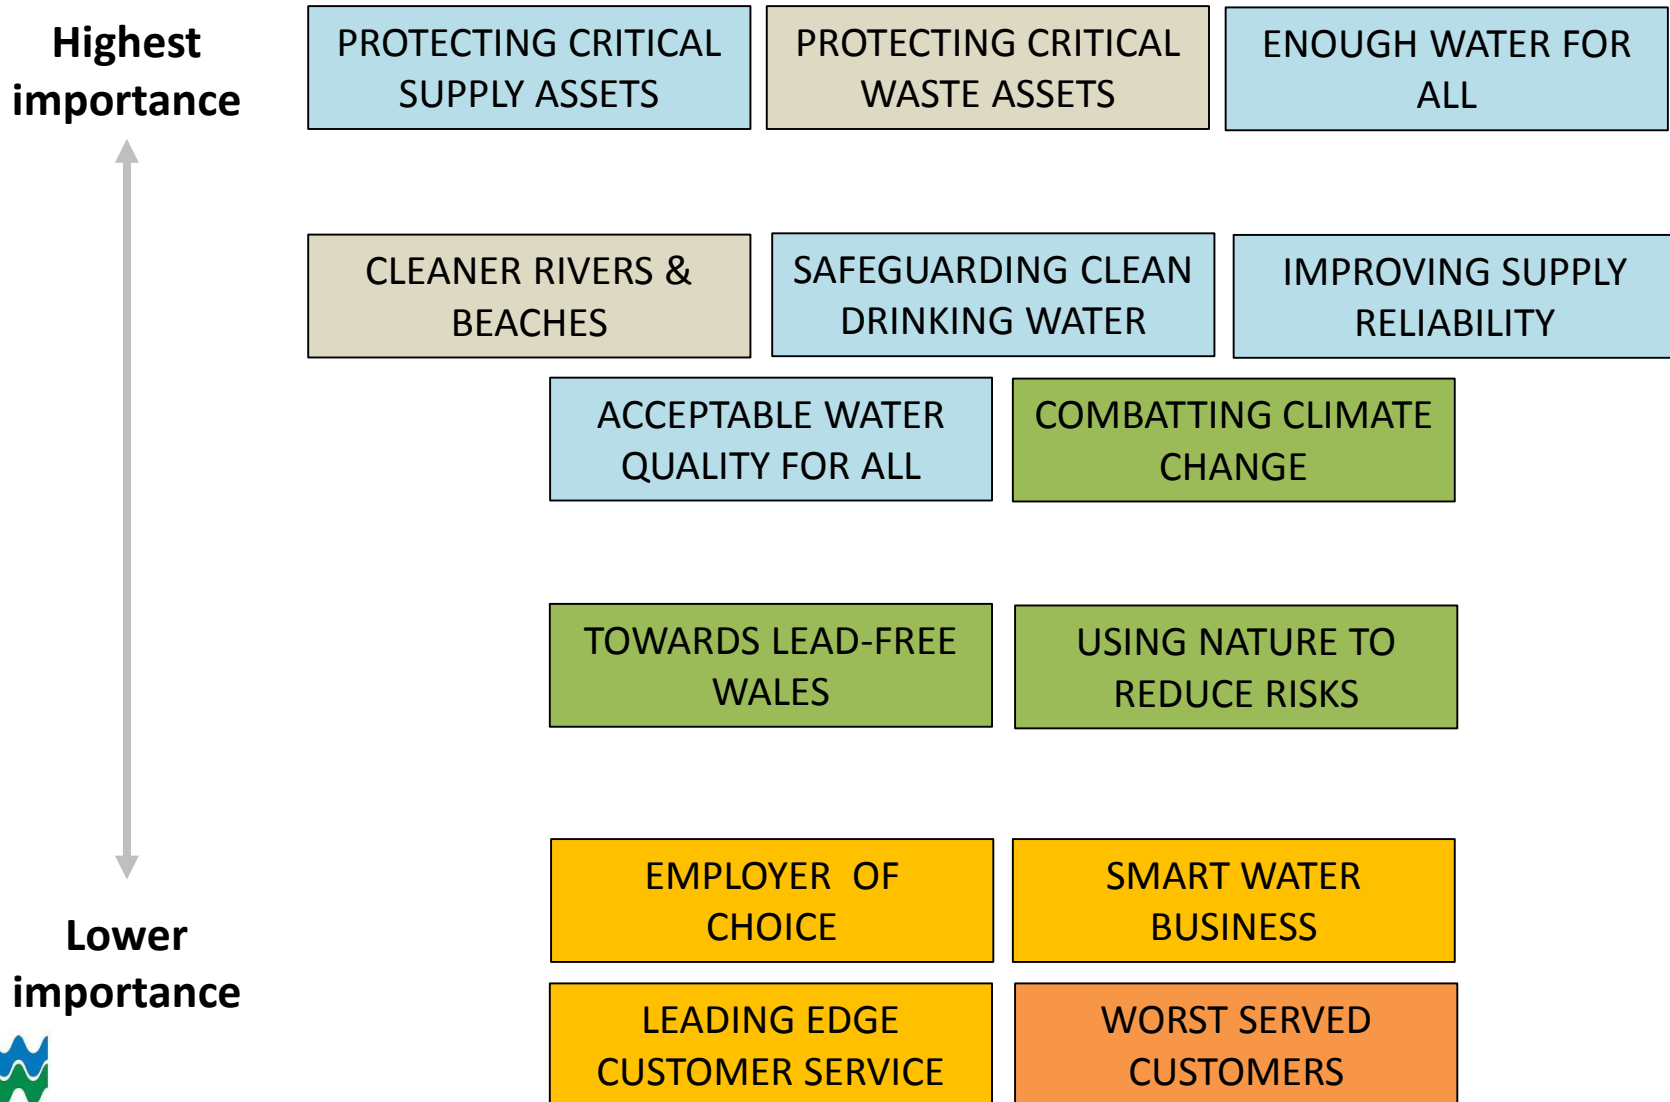 Highest
importance
PROTECTING CRITICAL
SUPPLY ASSETS
PROTECTING CRITICAL
WASTE ASSETS
ENOUGH WATER FOR
ALL
CLEANER RIVERS &
BEACHES
SAFEGUARDING CLEAN
DRINKING WATER
IMPROVING SUPPLY
RELIABILITY
ACCEPTABLE WATER
QUALITY FOR ALL
COMBATTING CLIMATE
CHANGE
TOWARDS LEAD-FREE
WALES
USING NATURE TO
REDUCE RISKS
EMPLOYER OF
CHOICE
SMART WATER
BUSINESS
Lower
importance
LEADING EDGE
CUSTOMER SERVICE
WORST SERVED
CUSTOMERS